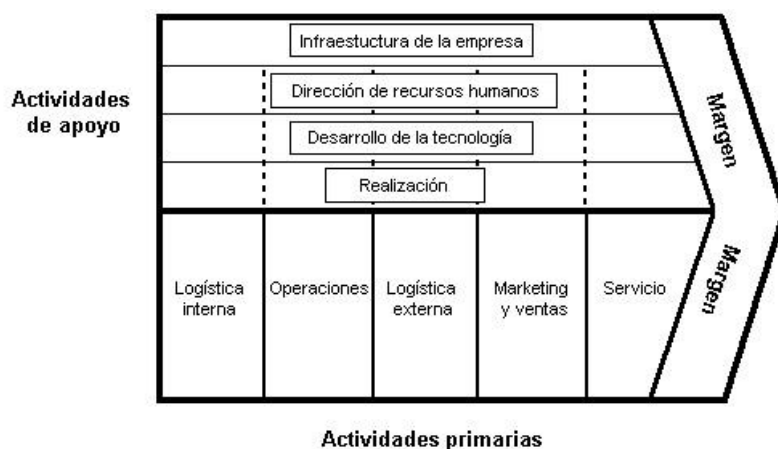 Infraestuctura de la empresa
Actividades
de apoyo
Dirección de recursos humanos
Desarrollo de la tecnología
Realización
Margen
Margen
Logística
interna
Operaciones
Logística
externa
Marketing
y ventas
Servicio
Actividades primarias